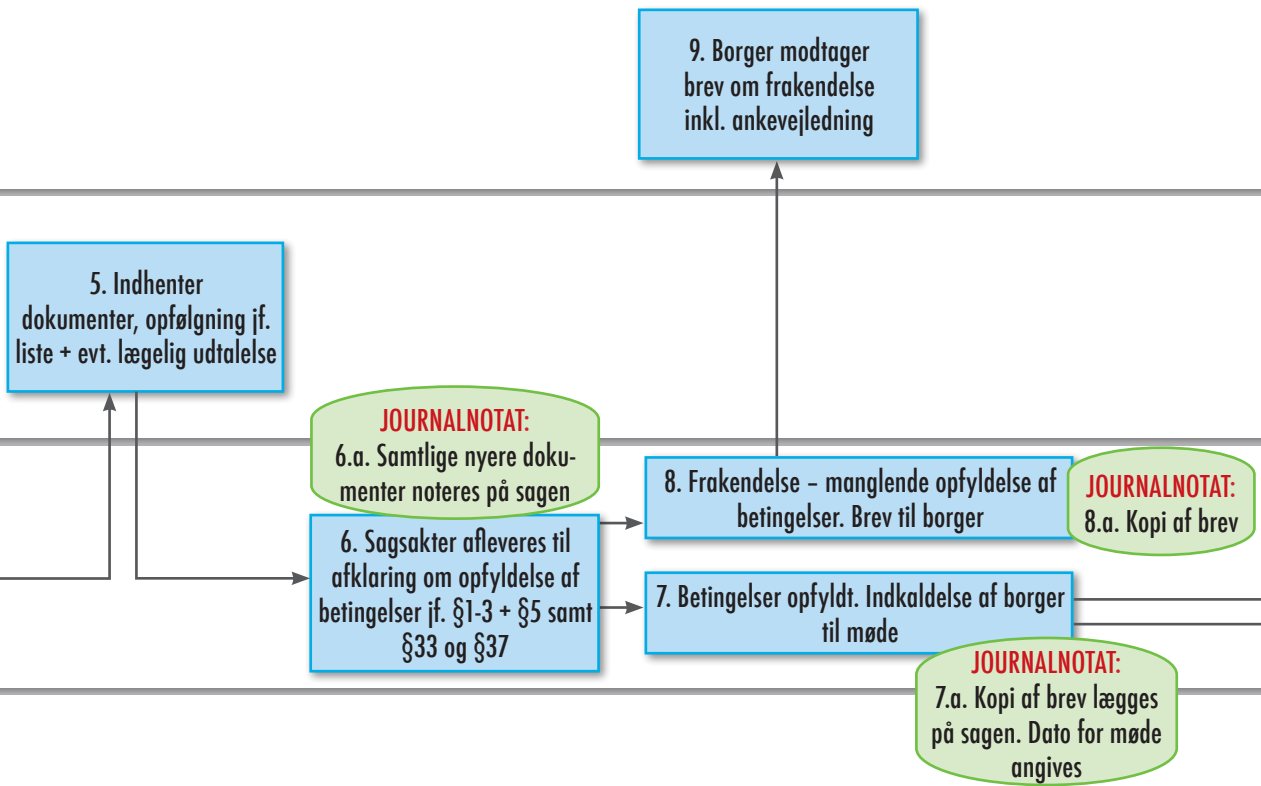 9. Borger modtager
brev om frakendelse
inkl. ankevejledning
5. Indhenter
dokumenter, opfølgning jf.
liste + evt. lægelig udtalelse
JOURNALNOTAT:
6.a. Samtlige nyere doku-
menter noteres på sagen
6. Sagsakter afleveres til
afklaring om opfyldelse af
betingelser jf. §1-3 + §5 samt
§33 og §37
8. Frakendelse – manglende opfyldelse af
betingelser. Brev til borger
JOURNALNOTAT:
8.a. Kopi af brev
7. Betingelser opfyldt. Indkaldelse af borger
til møde
JOURNALNOTAT:
7.a. Kopi af brev lægges
på sagen. Dato for møde
angives